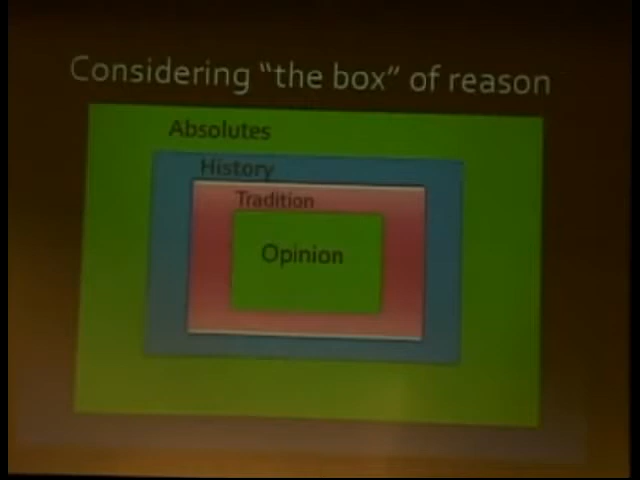 Considering “the box” of reason
Absolutes
History
Tradition
Opinion